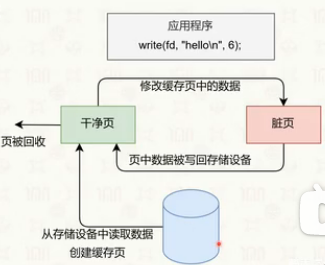 应用程序
write(fd, "hello\n", 6);
修改缓存页中的数据
干净页
脏页
页被回收
页中数据被写回存储设备
从存储设备中读取数据
创建缓存页